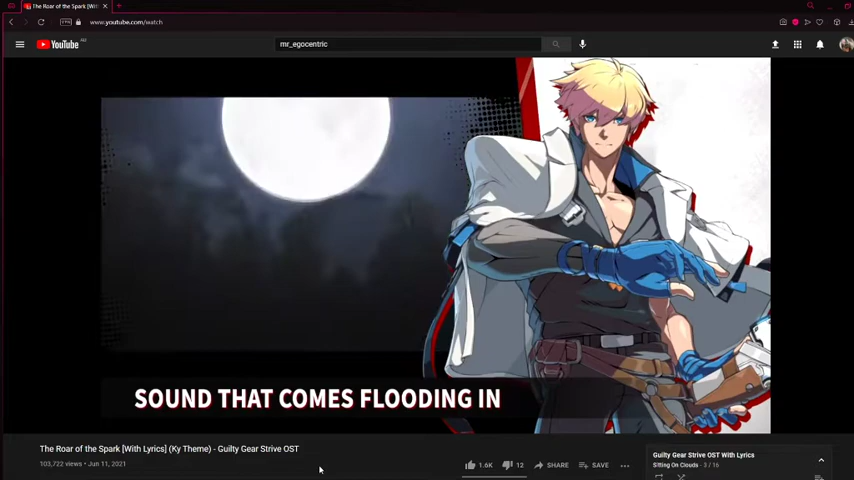 The Roar of the Spark [With
www.youtube.com/watch
YouTube
mr_egocentric
SOUND THAT COMES FLOODING IN
The Roar of the Spark [With Lyrics] (Ky Theme) - Guilty Gear Strive OST
103,722 views • Jun 11, 2021
1.6K
12
SHARE
SAVE
Guilty Gear Strive OST With Lyrics
Sitting On Clouds - 3 / 16